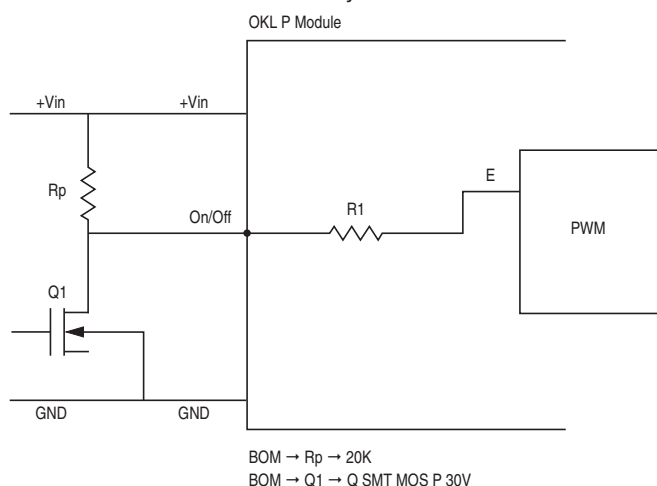 OKL P Module
+Vin +Vin
Rp
On/Off
R1
E
PWM
Q1
GND GND
BOM → Rp → 20K
BOM → Q1 → Q SMT MOS P 30V